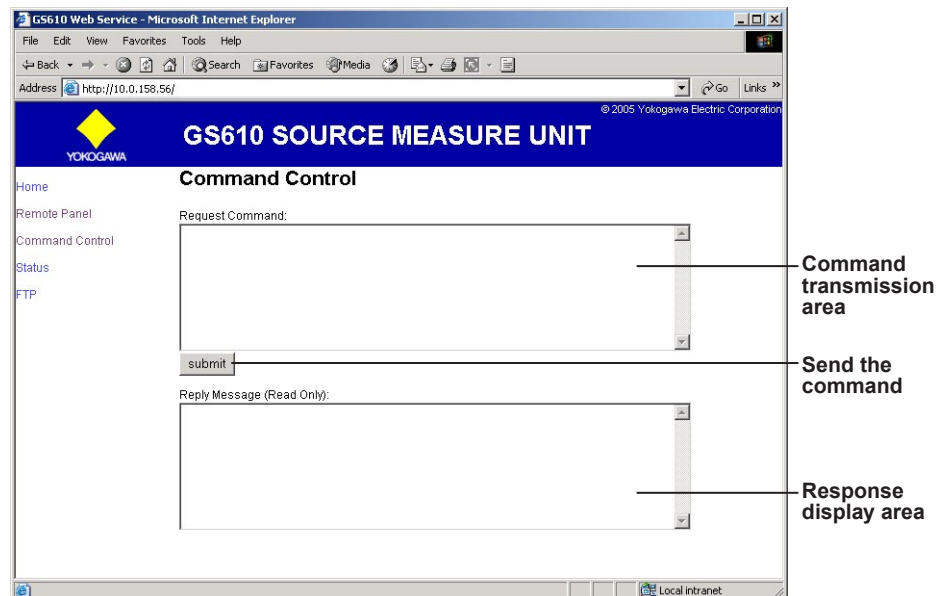 GS610 Web Service - Microsoft Internet Explorer
File Edit View Favorites Tools Help
Back Search Favorites Media
Address http://10.0.158.56/ Go Links »
© 2005 Yokogawa Electric Corporation
YOKOGAWA
GS610 SOURCE MEASURE UNIT
Home
Remote Panel
Command Control
Status
FTP
Command Control
Request Command:
submit
Reply Message (Read Only):
Local intranet
Command
transmission
area
Send the
command
Response
display area